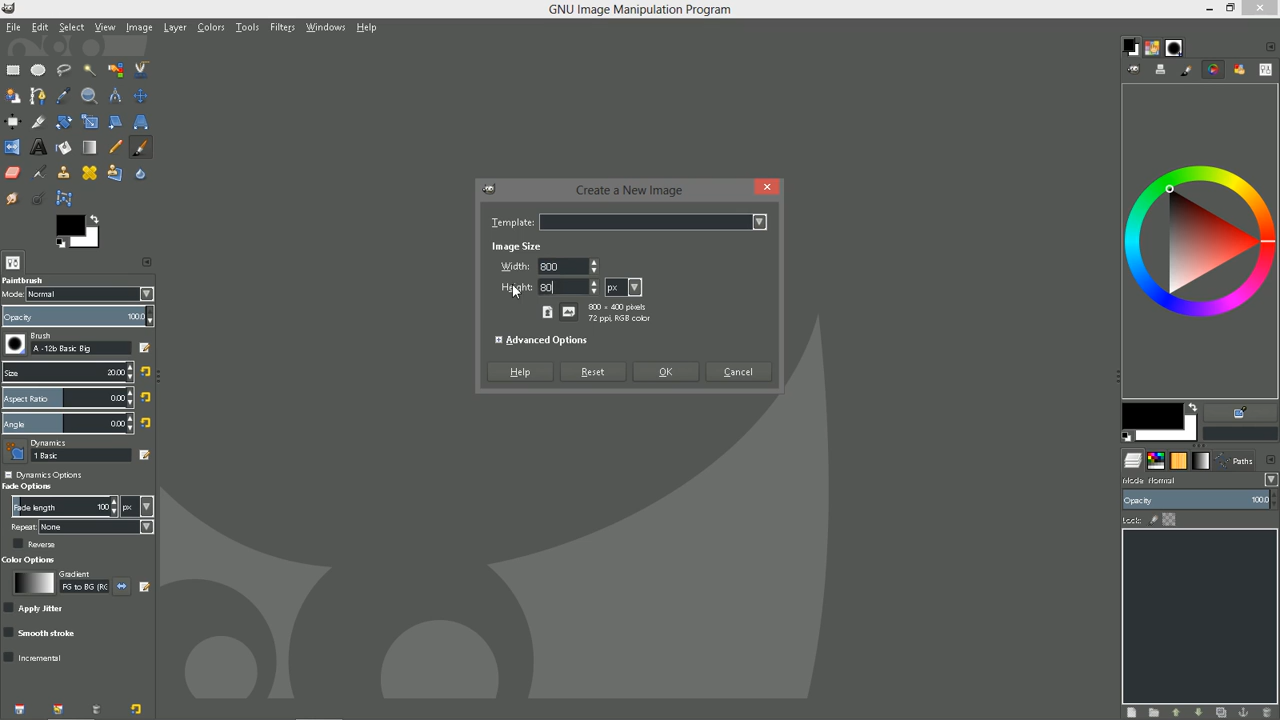 GNU Image Manipulation Program
File Edit Select View Image Layer Colors Tools Filters Windows Help
Create a New Image
Template:
Image Size
Width: 800
Height: 80 px
800 × 400 pixels
72 ppi, RGB color
Advanced Options
Help Reset OK Cancel
Paintbrush
Mode: Normal
Opacity 100.0
Brush
A -12b Basic Big
Size 20.00
Aspect Ratio 0.00
Angle 0.00
Dynamics
1 Basic
Dynamics Options
Fade Options
Fade length 100 px
Repeat: None
Reverse
Color Options
Gradient
FG to BG (RG
Apply Jitter
Smooth stroke
Incremental
Paths
Mode Normal
Opacity 100.0
Lock: